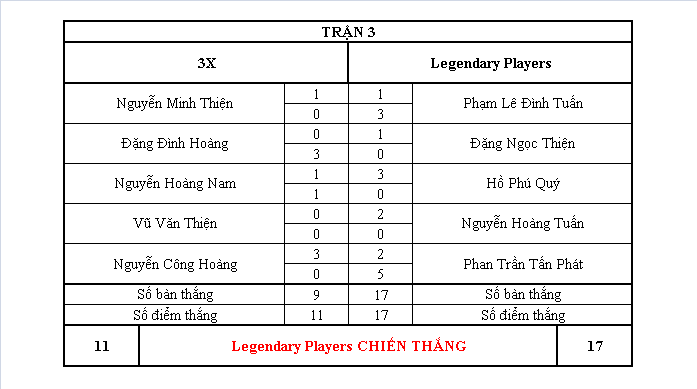 TRẬN 3
3X Legendary Players
Nguyễn Minh Thiện 1 1 Phạm Lê Đình Tuấn
0 3
Đặng Đình Hoàng 0 1 Đặng Ngọc Thiện
3 0
Nguyễn Hoàng Nam 1 3 Hồ Phú Quý
1 0
Vũ Văn Thiện 0 2 Nguyễn Hoàng Tuấn
0 0
Nguyễn Công Hoàng 3 2 Phan Trần Tấn Phát
0 5
Số bàn thắng 9 17 Số bàn thắng
Số điểm thắng 11 17 Số điểm thắng
11 Legendary Players CHIẾN THẮNG 17